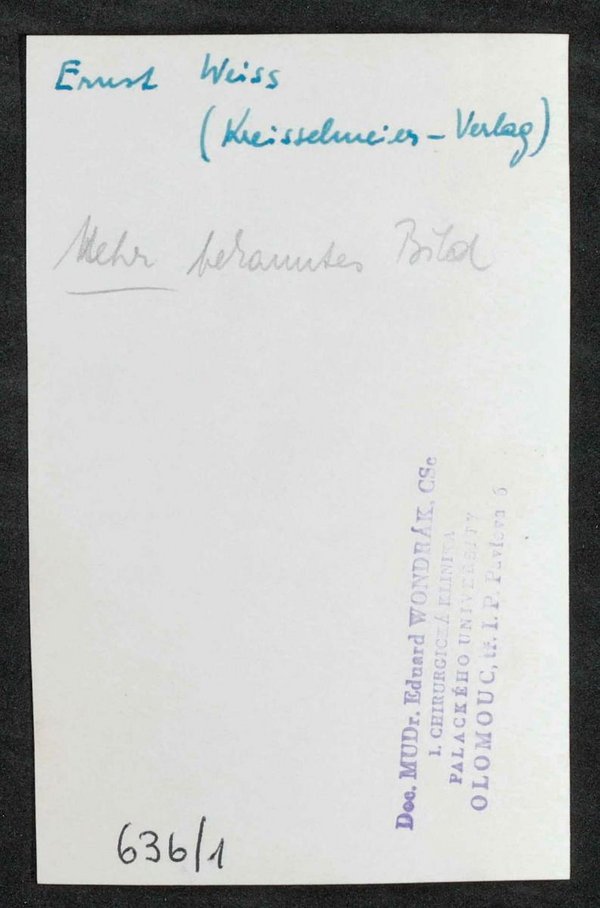 Ernst Weiss
(Kreisselmeier-Verlag)
Mehr bekanntes Bild
Doc. MUDr. Eduard WONDRÁK, CSc
I. CHIRURGICKÁ KLINIKA
PALACKÉHO UNIVERSITY
OLOMOUC, tř. I. P. Pavlova 6
636/1